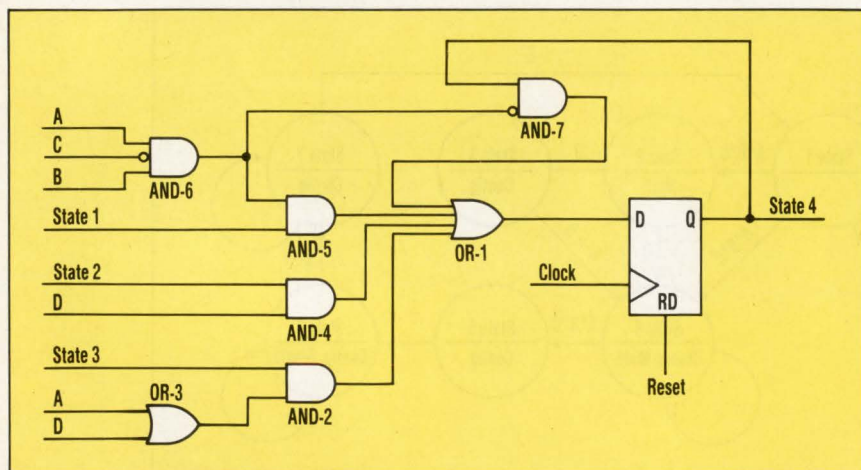 A
C
B
AND-6
AND-7
State 1
AND-5
OR-1
D
Q
State 4
State 2
D
AND-4
Clock
RD
State 3
OR-3
A
D
AND-2
Reset